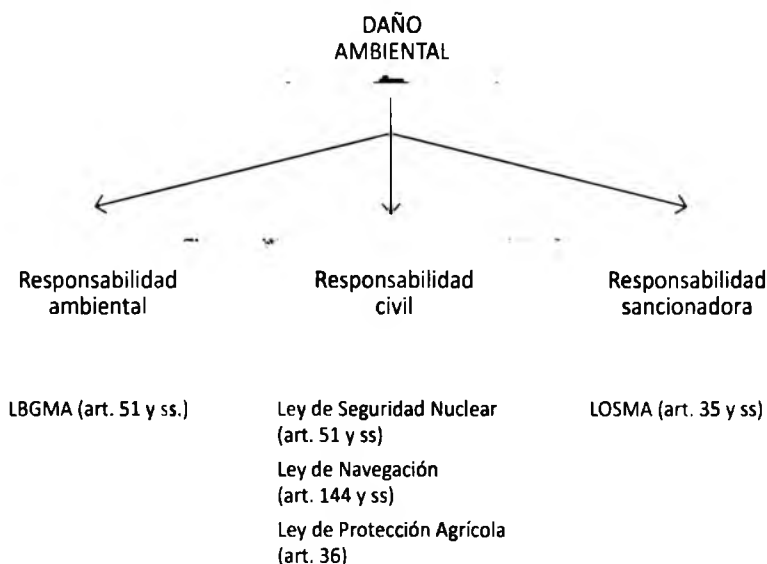 DAÑO
AMBIENTAL
Responsabilidad
ambiental
Responsabilidad
civil
Responsabilidad
sancionadora
LBGMA (art. 51 y ss.)
Ley de Seguridad Nuclear
(art. 51 y ss)
Ley de Navegación
(art. 144 y ss)
Ley de Protección Agrícola
(art. 36)
LOSMA (art. 35 y ss)